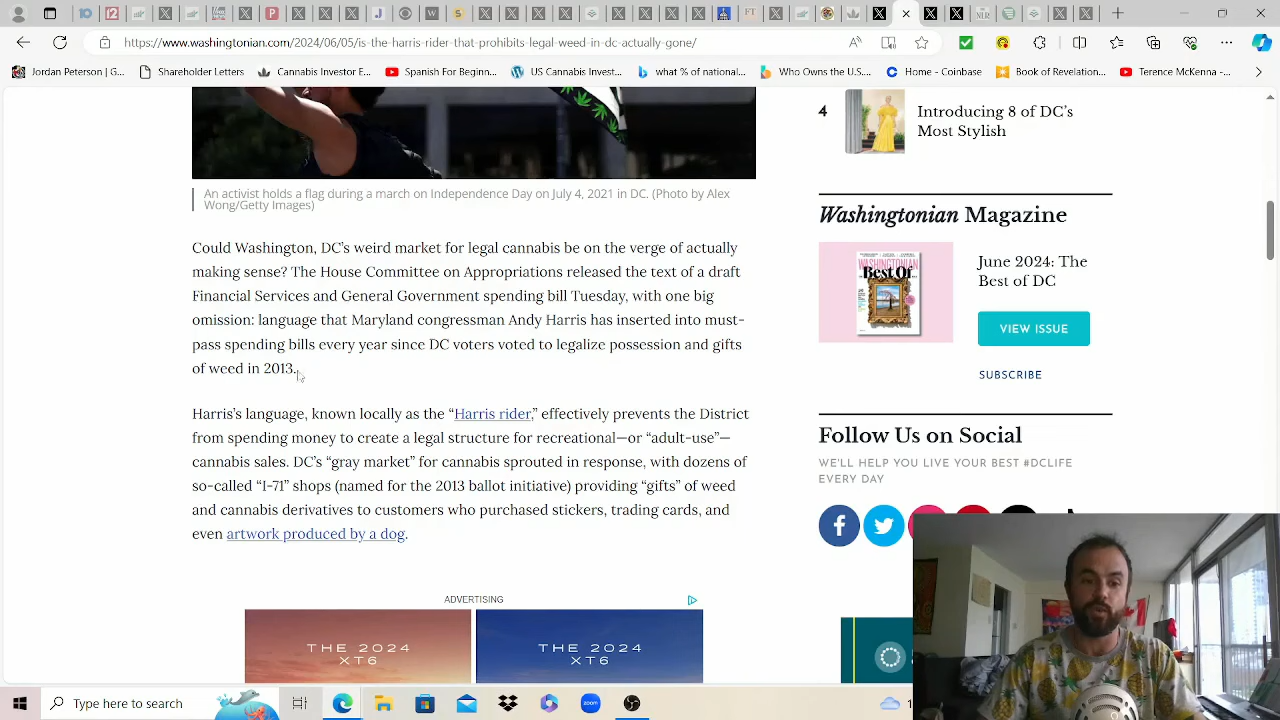 https://www.washingtonian.com/2024/06/05/is-the-harris-rider-that-prohibits-legal-weed-in-dc-actually-gone/
Jordan Peterson | G...
Shareholder Letters
Cannabis Investing E...
Spanish For Beginn...
US Cannabis Invest...
what % of national...
Who Owns the US...
Home - Coinbase
Book of Revelation...
Terence McKenna -...
An activist holds a flag during a march on Independence Day on July 4, 2021 in DC. (Photo by Alex
Wong/Getty Images)
Could Washington, DC’s weird market for legal cannabis be on the verge of actually
making sense? The House Committee on Appropriations released the text of a draft
Financial Services and General Government spending bill Tuesday, with one big
omission: language that Maryland congressman Andy Harris has inserted into must-
pass spending bills every year since DC voters voted to legalize possession and gifts
of weed in 2013.
Harris’s language, known locally as the “Harris rider,” effectively prevents the District
from spending money to create a legal structure for recreational—or “adult-use”—
cannabis sales. DC’s “gray market” for cannabis sprouted in response, with dozens of
so-called “I-71” shops (named for the 2013 ballot initiative) providing “gifts” of weed
and cannabis derivatives to customers who purchased stickers, trading cards, and
even artwork produced by a dog.
ADVERTISING
THE 2024
XT6
THE 2024
XT6
4
Introducing 8 of DC’s
Most Stylish
Washingtonian Magazine
WASHINGTONIAN
Best Of
June 2024: The
Best of DC
VIEW ISSUE
SUBSCRIBE
Follow Us on Social
WE'LL HELP YOU LIVE YOUR BEST #DCLIFE
EVERY DAY
Type here to search
zoom